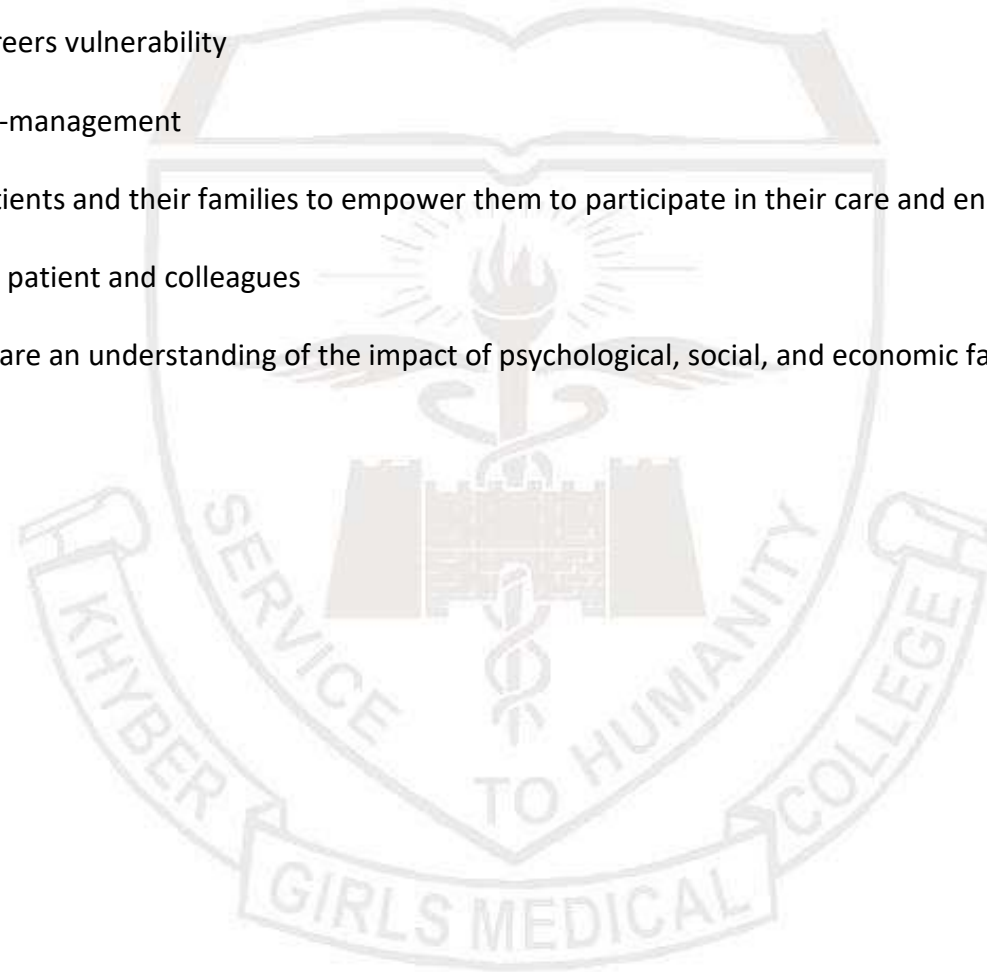 reers vulnerability
-management
tients and their families to empower them to participate in their care and en
patient and colleagues
are an understanding of the impact of psychological, social, and economic fa
SERVICE TO HUMANITY
KHYBER GIRLS MEDICAL COLLEGE